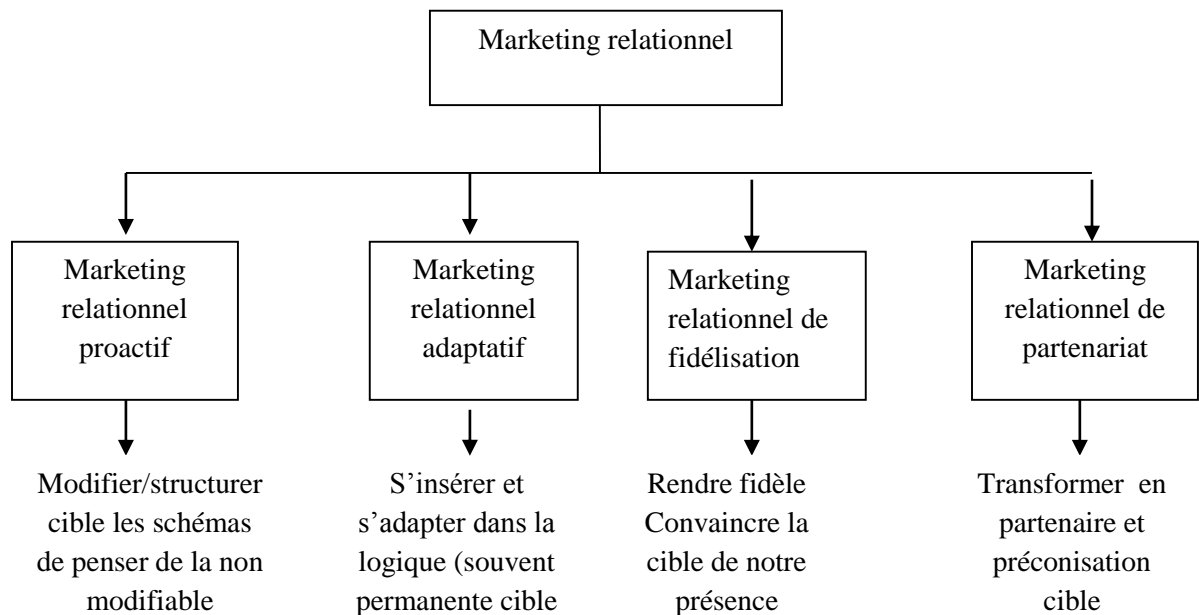 Marketing relationnel
Marketing
relationnel
proactif
Marketing
relationnel
adaptatif
Marketing
relationnel de
fidélisation
Marketing
relationnel de
partenariat
Modifier/structurer
cible les schémas
de penser de la non
modifiable
S’insérer et
s’adapter dans la
logique (souvent
permanente cible
Rendre fidèle
Convaincre la
cible de notre
présence
Transformer en
partenaire et
préconisation
cible